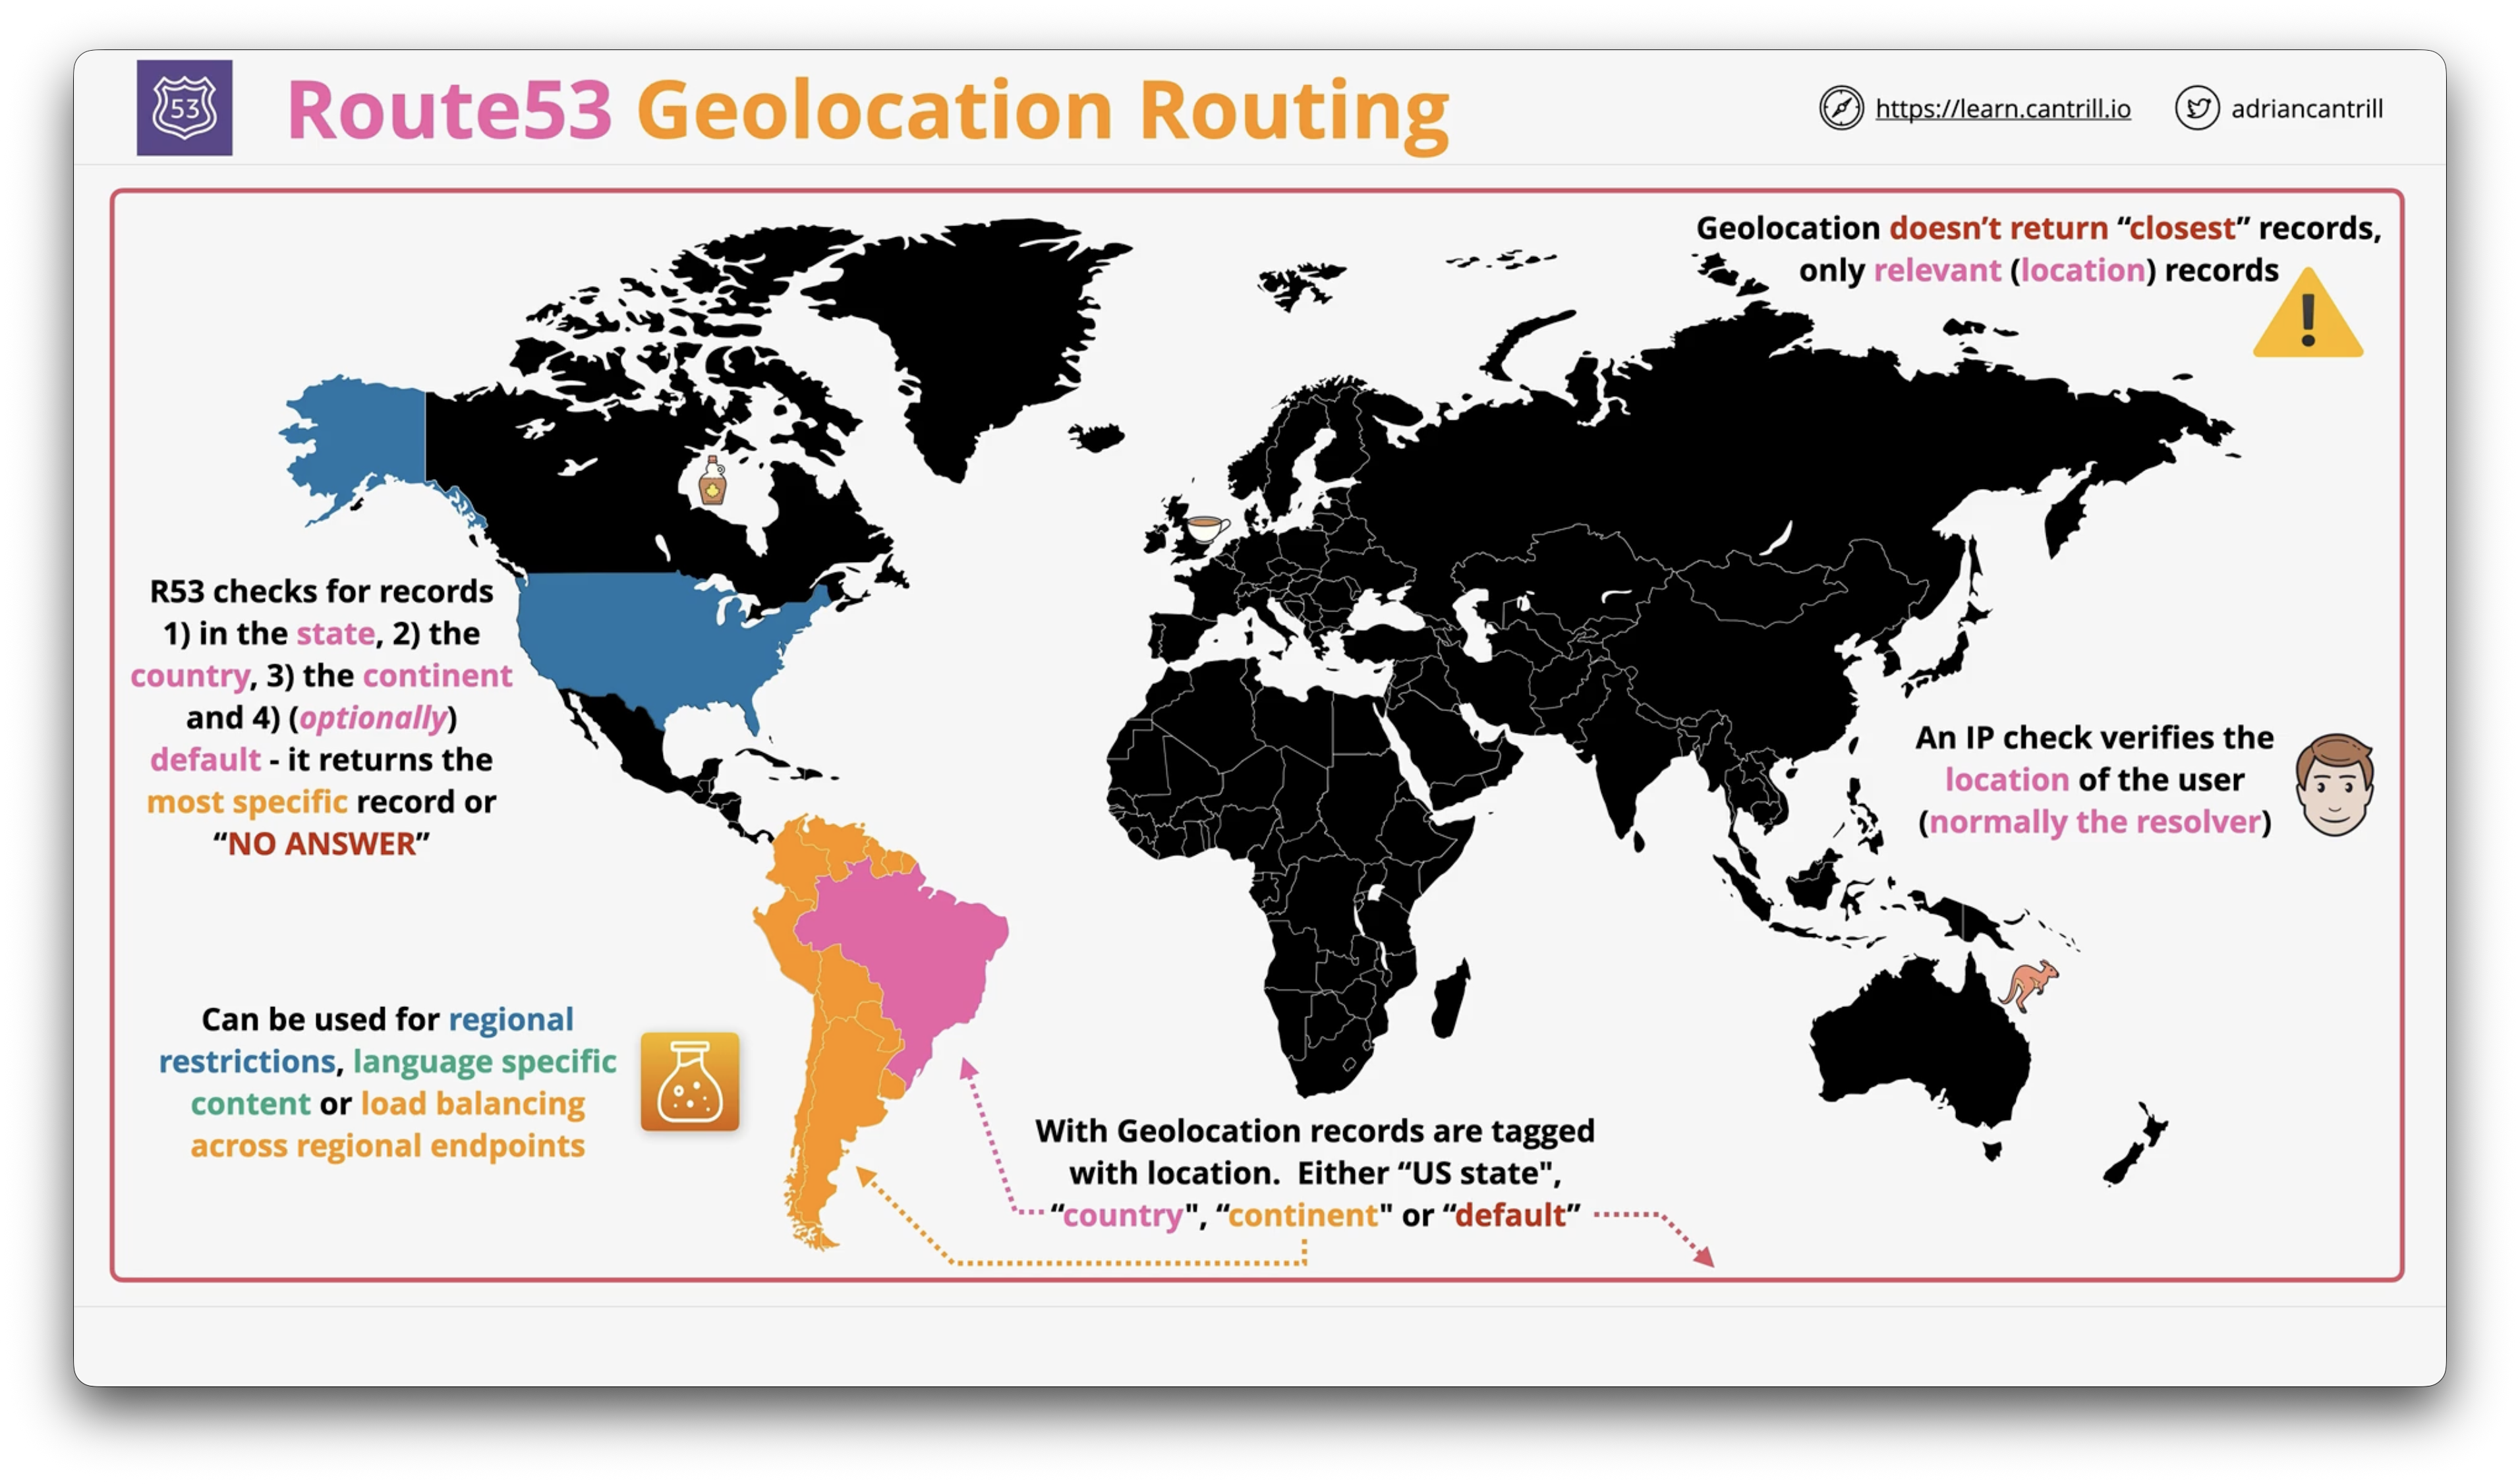 53
Route53 Geolocation Routing
https://learn.cantrill.io
adriancantrill
Geolocation doesn’t return “closest” records,
only relevant (location) records
R53 checks for records
1) in the state, 2) the
country, 3) the continent
and 4) (optionally)
default - it returns the
most specific record or
“NO ANSWER”
An IP check verifies the
location of the user
(normally the resolver)
Can be used for regional
restrictions, language specific
content or load balancing
across regional endpoints
With Geolocation records are tagged
with location.  Either “US state",
“country", “continent" or “default”